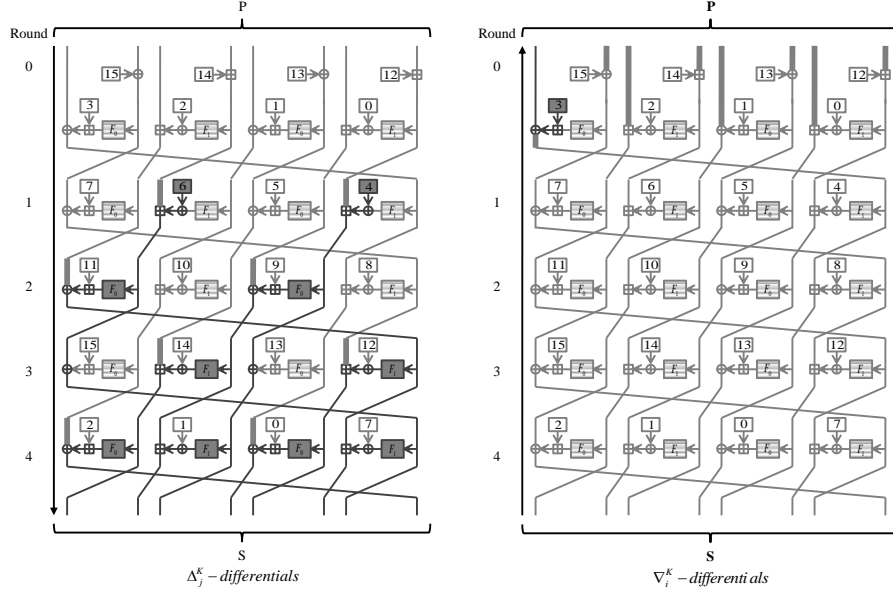 P P
Round Round
0 15 14 13 12 0 15 14 13 12
3 2 1 0 3 2 1 0
F₀ F₁ F₀ F₁ F₀ F₁ F₀ F₁
1 7 6 5 4 1 7 6 5 4
F₀ F₁ F₀ F₁ F₀ F₁ F₀ F₁
11 10 9 8 11 10 9 8
2 F₀ F₁ F₀ F₁ 2 F₀ F₁ F₀ F₁
15 14 13 12 15 14 13 12
3 F₀ F₁ F₀ F₁ 3 F₀ F₁ F₀ F₁
2 1 0 7 2 1 0 7
4 F₀ F₁ F₀ F₁ 4 F₀ F₁ F₀ F₁
S S
Δⱼᴷ – differentials ∇ᵢᴷ – differentials